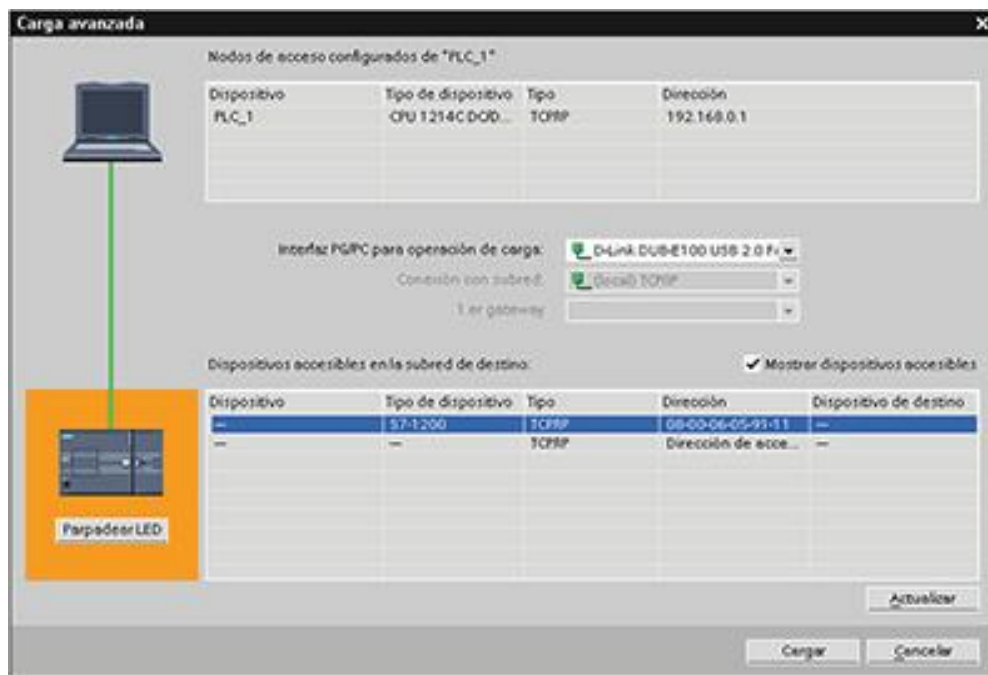 Carga avanzada
Nodos de acceso configurados de "PLC_1"
Dispositivo Tipo de dispositivo Tipo Dirección
PLC_1 CPU 1214C DC/D... TCP/IP 192.168.0.1
Interfaz PG/PC para operación de carga: D-Link DUB-E100 USB 2.0 Fa
Conexión con subred: (local) TCP/IP
1.er gateway
Dispositivos accesibles en la subred de destino: Mostrar dispositivos accesibles
Dispositivo Tipo de dispositivo Tipo Dirección Dispositivo de destino
— S7-1200 TCP/IP 08-00-06-05-91-11 —
— — TCP/IP Dirección de acce... —
Parpadear LED
Actualizar
Cargar Cancelar